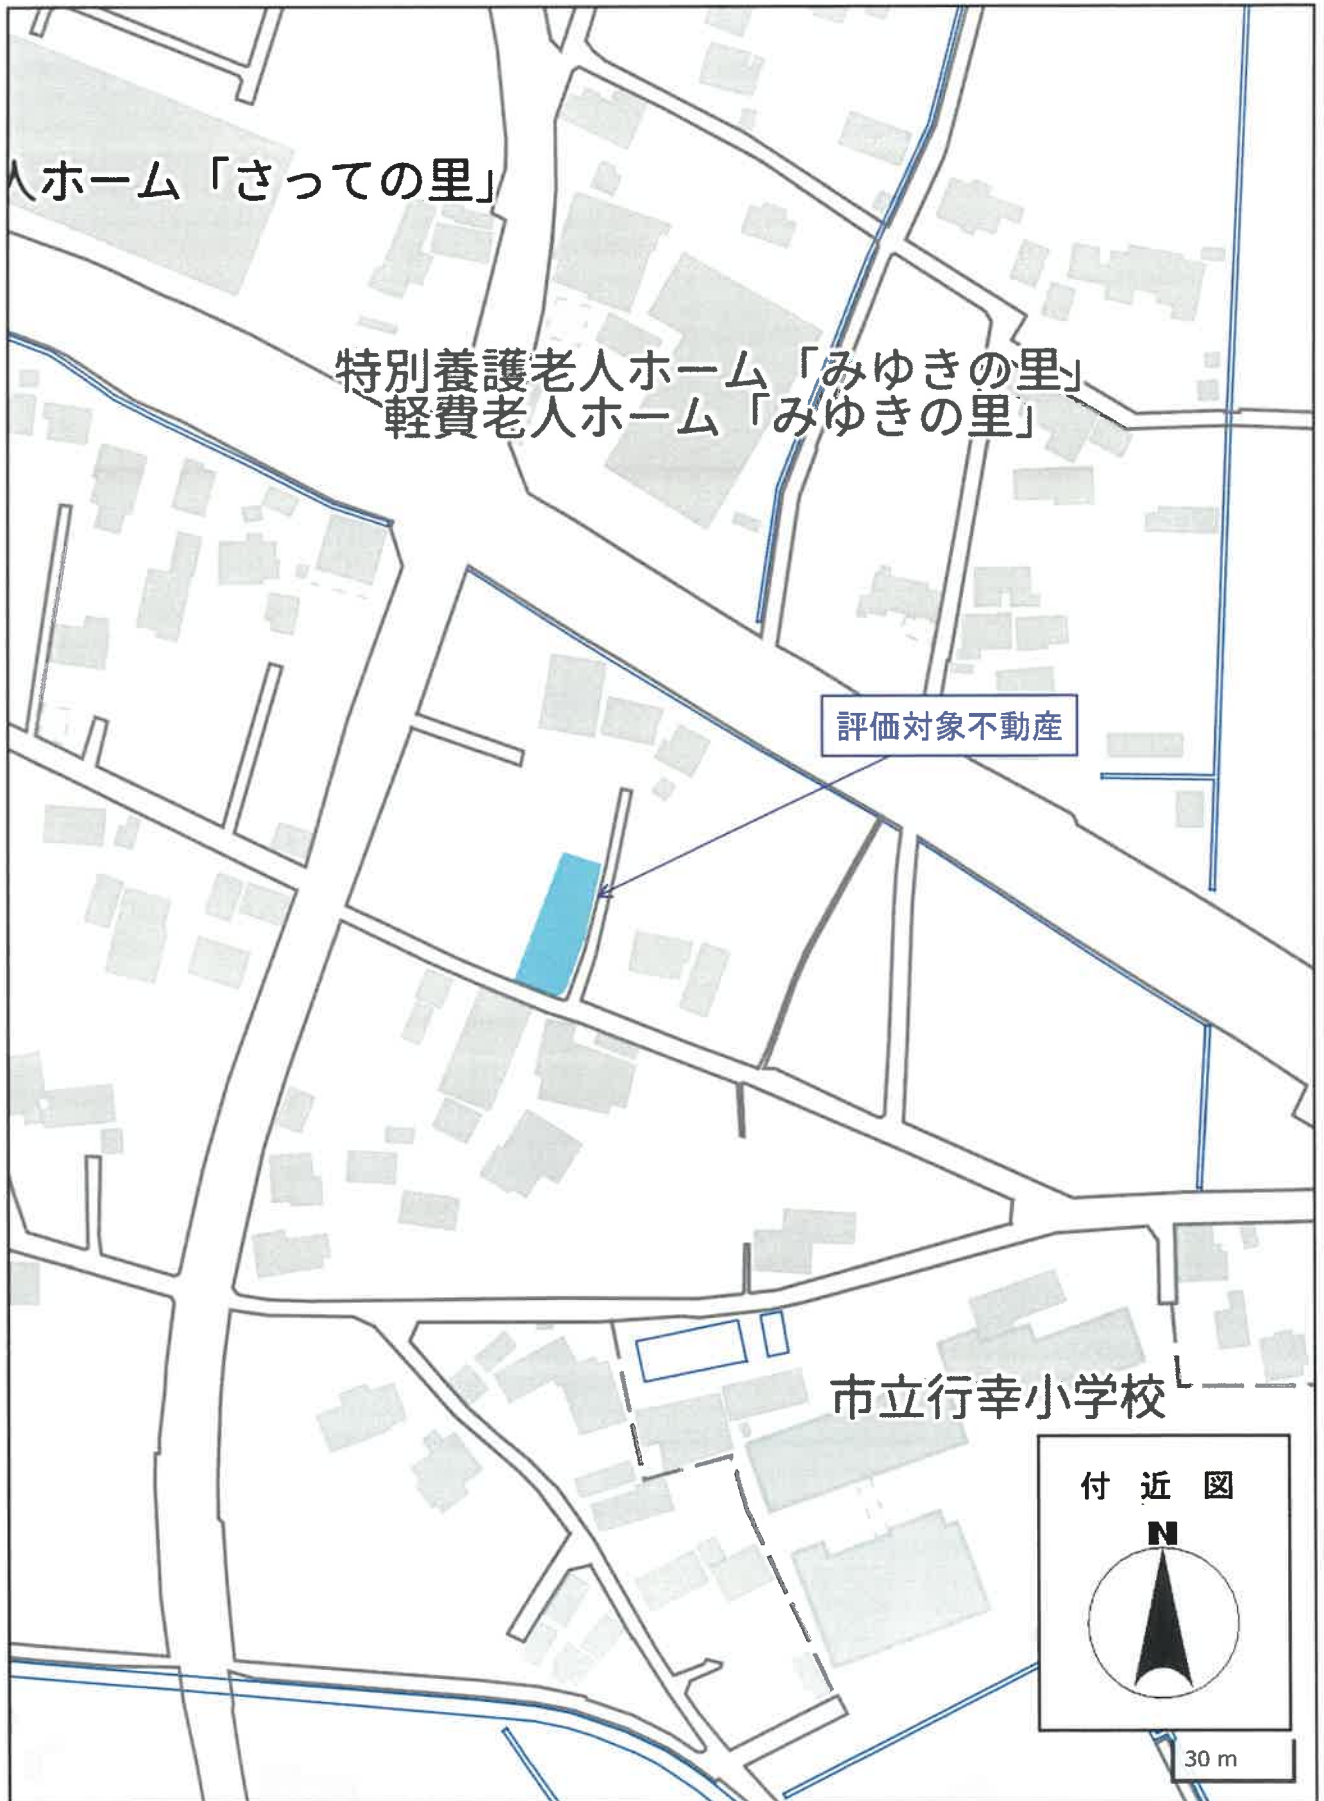 人ホーム「さっての里」
特別養護老人ホーム「みゆきの里」
軽費老人ホーム「みゆきの里」
評価対象不動産
市立行幸小学校
付近図
N
30 m